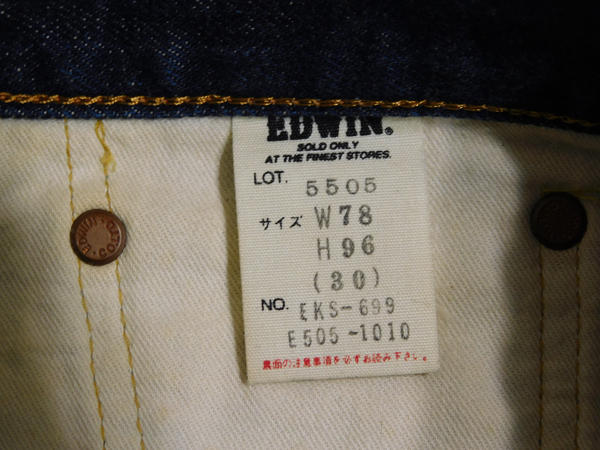 EDWIN®
SOLD ONLY
AT THE FINEST STORES.
LOT. 5505
サイズ W78
H96
(30)
NO. EKS-699
E505-1010
裏面の注意事項を必ずお読み下さい。